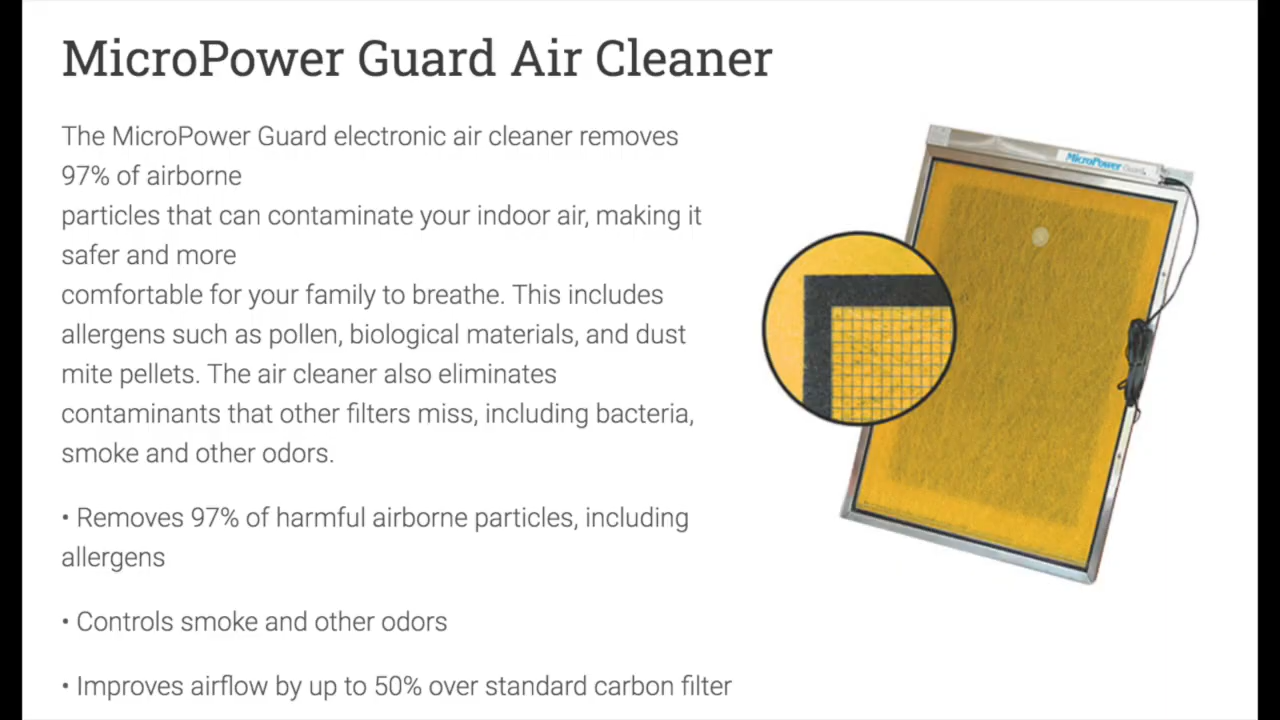 MicroPower Guard Air Cleaner
The MicroPower Guard electronic air cleaner removes
97% of airborne
particles that can contaminate your indoor air, making it
safer and more
comfortable for your family to breathe. This includes
allergens such as pollen, biological materials, and dust
mite pellets. The air cleaner also eliminates
contaminants that other filters miss, including bacteria,
smoke and other odors.
• Removes 97% of harmful airborne particles, including
allergens
• Controls smoke and other odors
• Improves airflow by up to 50% over standard carbon filter
MicroPower Guard